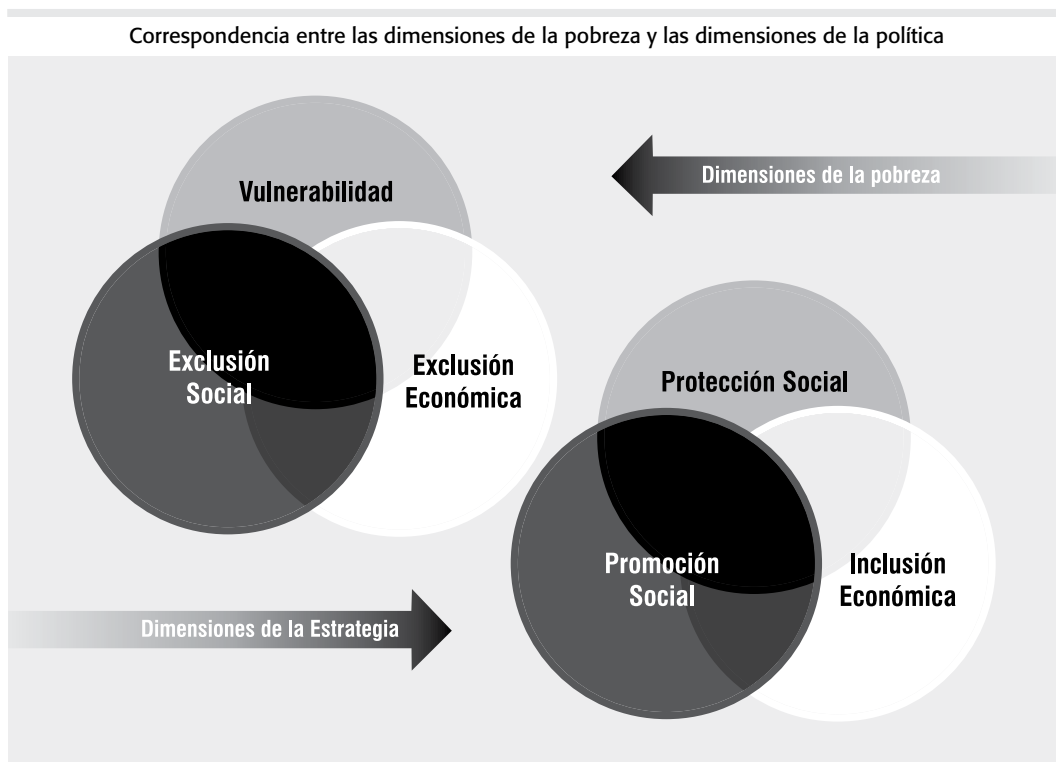 Correspondencia entre las dimensiones de la pobreza y las dimensiones de la política
Vulnerabilidad
Exclusión
Social
Exclusión
Económica
Dimensiones de la pobreza
Protección Social
Promoción
Social
Inclusión
Económica
Dimensiones de la Estrategia